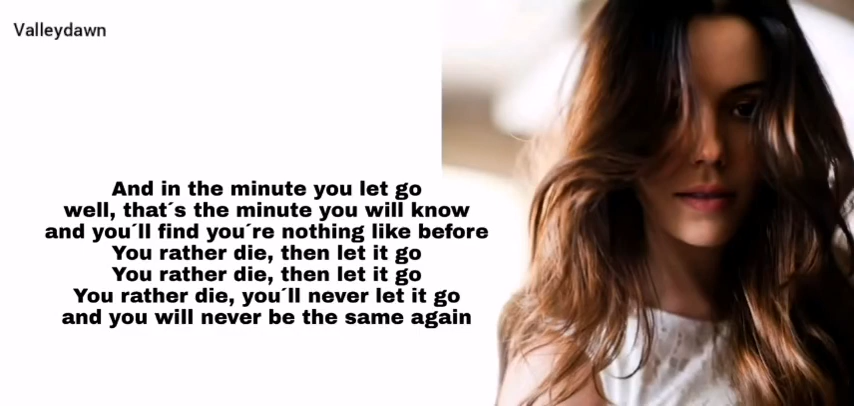 Valleydawn
And in the minute you let go
well, that´s the minute you will know
and you´ll find you´re nothing like before
You rather die, then let it go
You rather die, then let it go
You rather die, you´ll never let it go
and you will never be the same again